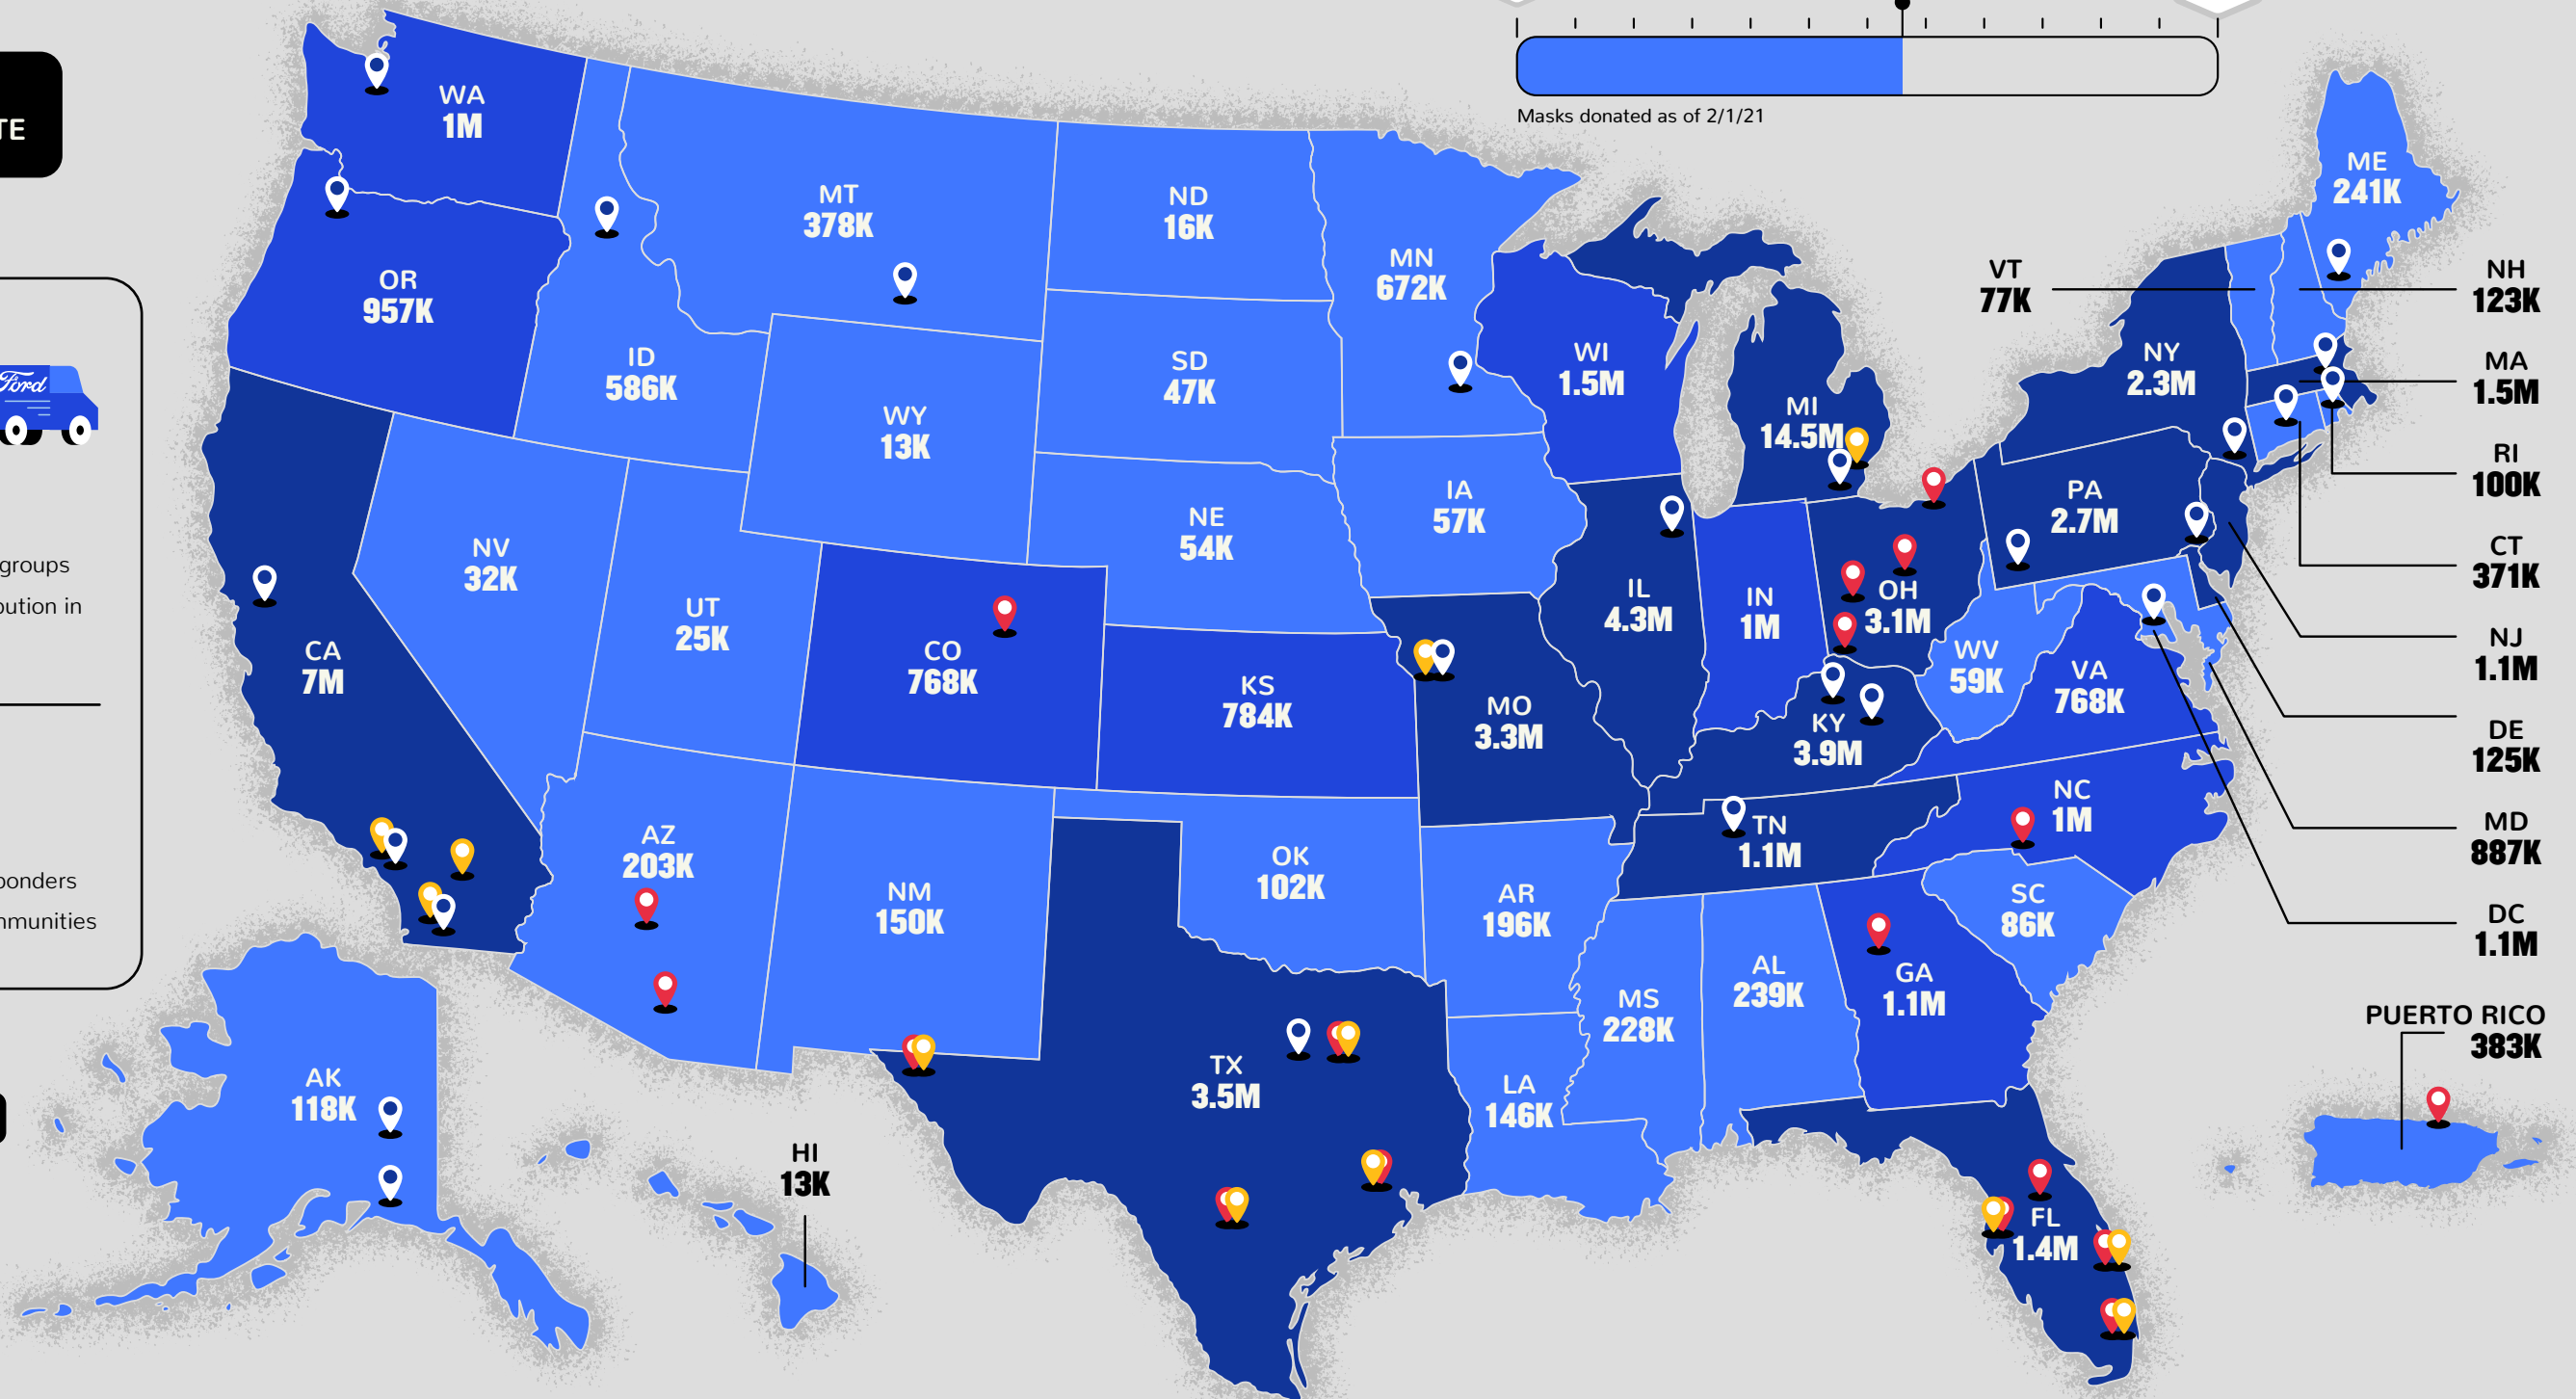 TE
Masks donated as of 2/1/21
Ford
groups
ponders
WA
1M
OR
957K
CA
7M
ID
586K
NV
32K
MT
378K
WY
13K
UT
25K
CO
768K
AZ
203K
NM
150K
ND
16K
SD
47K
NE
54K
KS
784K
OK
102K
TX
3.5M
MN
672K
IA
57K
MO
3.3M
AR
196K
LA
146K
WI
1.5M
IL
4.3M
MI
14.5M
IN
1M
OH
3.1M
KY
3.9M
TN
1.1M
MS
228K
AL
239K
GA
1.1M
FL
1.4M
SC
86K
NC
1M
VA
768K
WV
59K
PA
2.7M
NY
2.3M
ME
241K
VT
77K
NH
123K
MA
1.5M
RI
100K
CT
371K
NJ
1.1M
DE
125K
MD
887K
DC
1.1M
PUERTO RICO
383K
AK
118K
HI
13K
bution in
mmunities